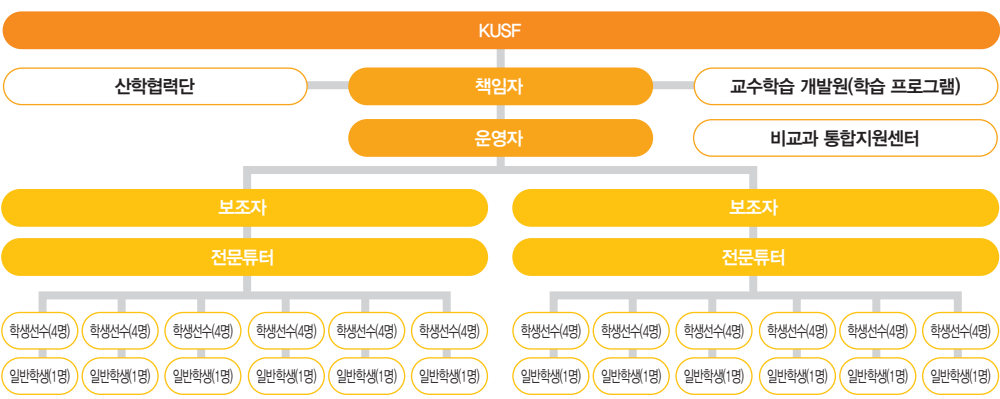 KUSF
산학협력단 책임자 교수학습 개발원(학습 프로그램)
운영자 비교과 통합지원센터
보조자 보조자
전문튜터 전문튜터
학생선수(4명) 학생선수(4명) 학생선수(4명) 학생선수(4명) 학생선수(4명) 학생선수(4명) 학생선수(4명) 학생선수(4명) 학생선수(4명) 학생선수(4명) 학생선수(4명) 학생선수(4명)
일반학생(1명) 일반학생(1명) 일반학생(1명) 일반학생(1명) 일반학생(1명) 일반학생(1명) 일반학생(1명) 일반학생(1명) 일반학생(1명) 일반학생(1명) 일반학생(1명) 일반학생(1명)